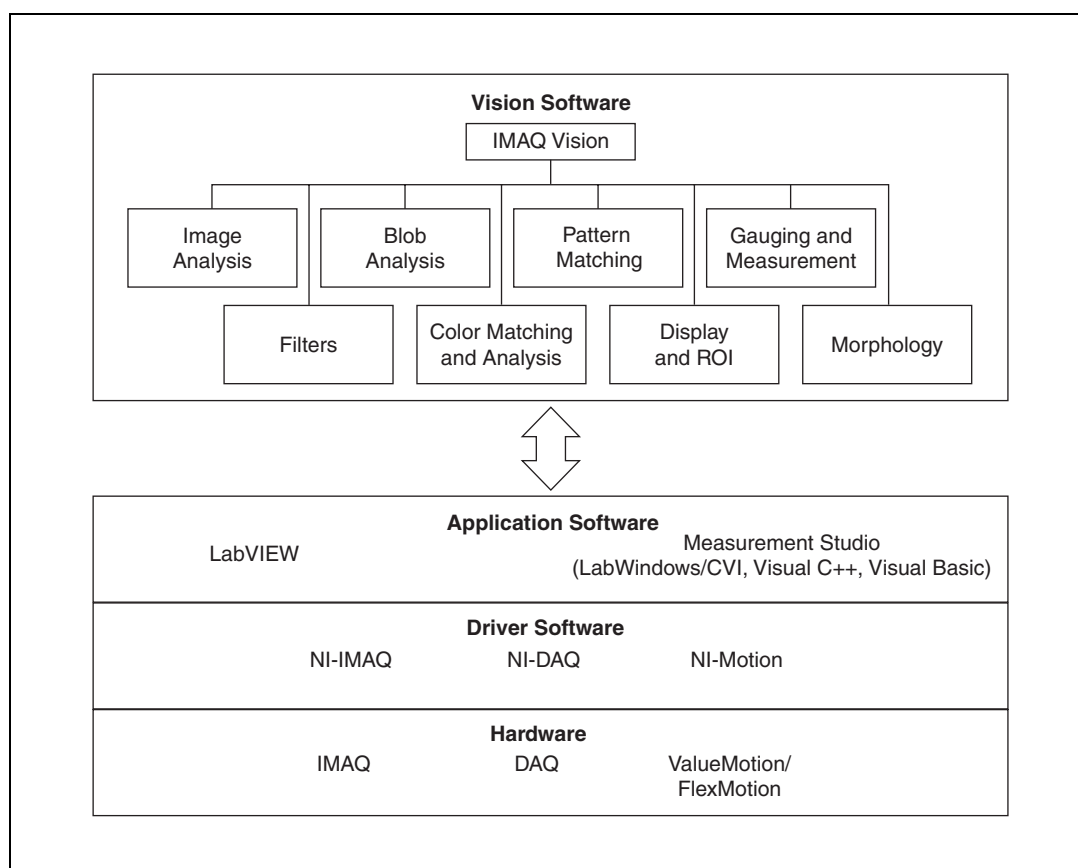 Vision Software
IMAQ Vision
Image
Analysis
Blob
Analysis
Pattern
Matching
Gauging and
Measurement
Filters
Color Matching
and Analysis
Display
and ROI
Morphology
Application Software
LabVIEW
Measurement Studio
(LabWindows/CVI, Visual C++, Visual Basic)
Driver Software
NI-IMAQ
NI-DAQ
NI-Motion
Hardware
IMAQ
DAQ
ValueMotion/
FlexMotion